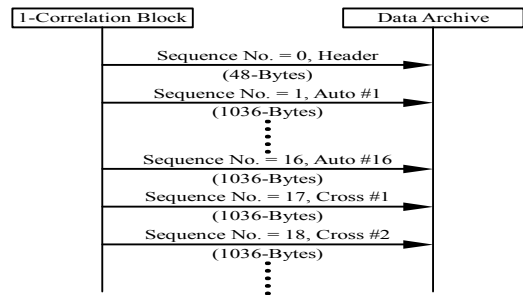 1-Correlation Block
Data Archive
Sequence No. = 0, Header
(48-Bytes)
Sequence No. = 1, Auto #1
(1036-Bytes)
Sequence No. = 16, Auto #16
(1036-Bytes)
Sequence No. = 17, Cross #1
(1036-Bytes)
Sequence No. = 18, Cross #2
(1036-Bytes)